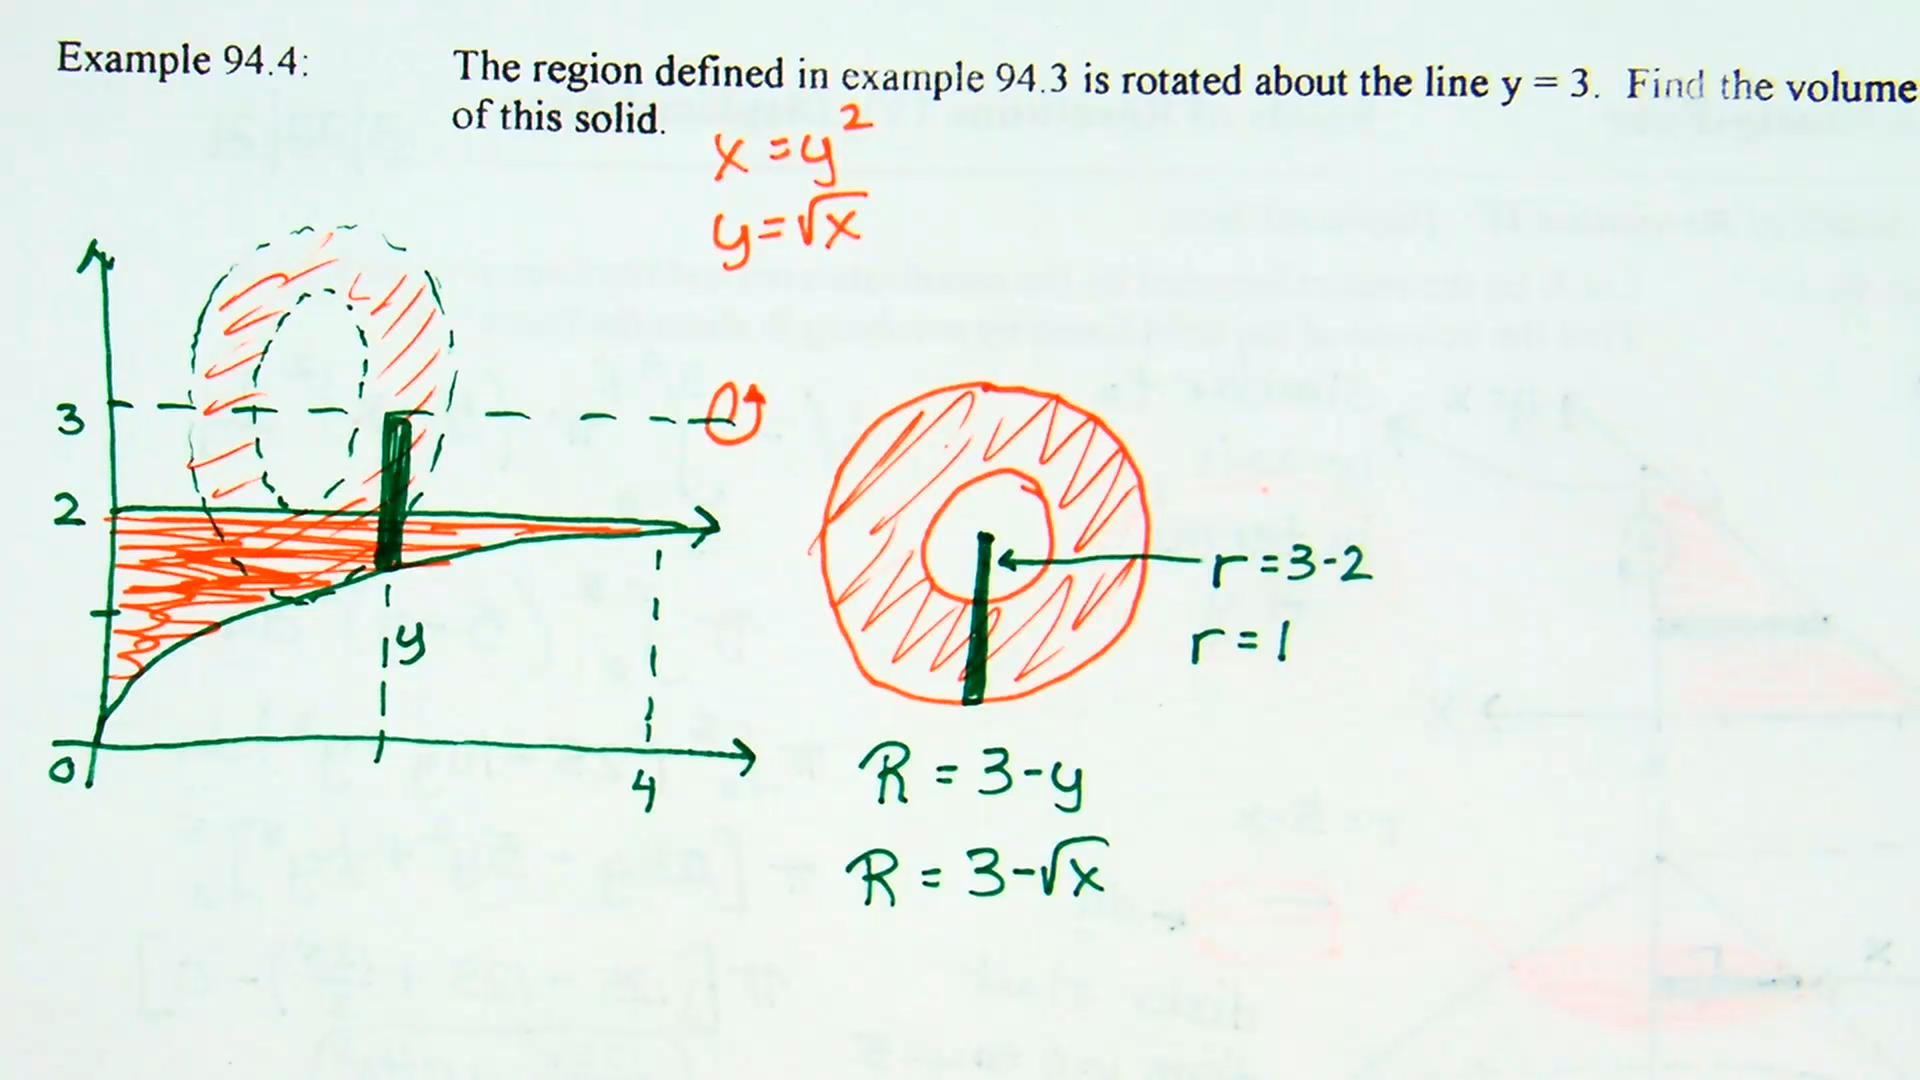 Example 94.4: The region defined in example 94.3 is rotated about the line y = 3. Find the volume
of this solid.
x = y²
y = √x
3
2
y
0
4
r = 3-2
r = 1
R = 3-y
R = 3-√x